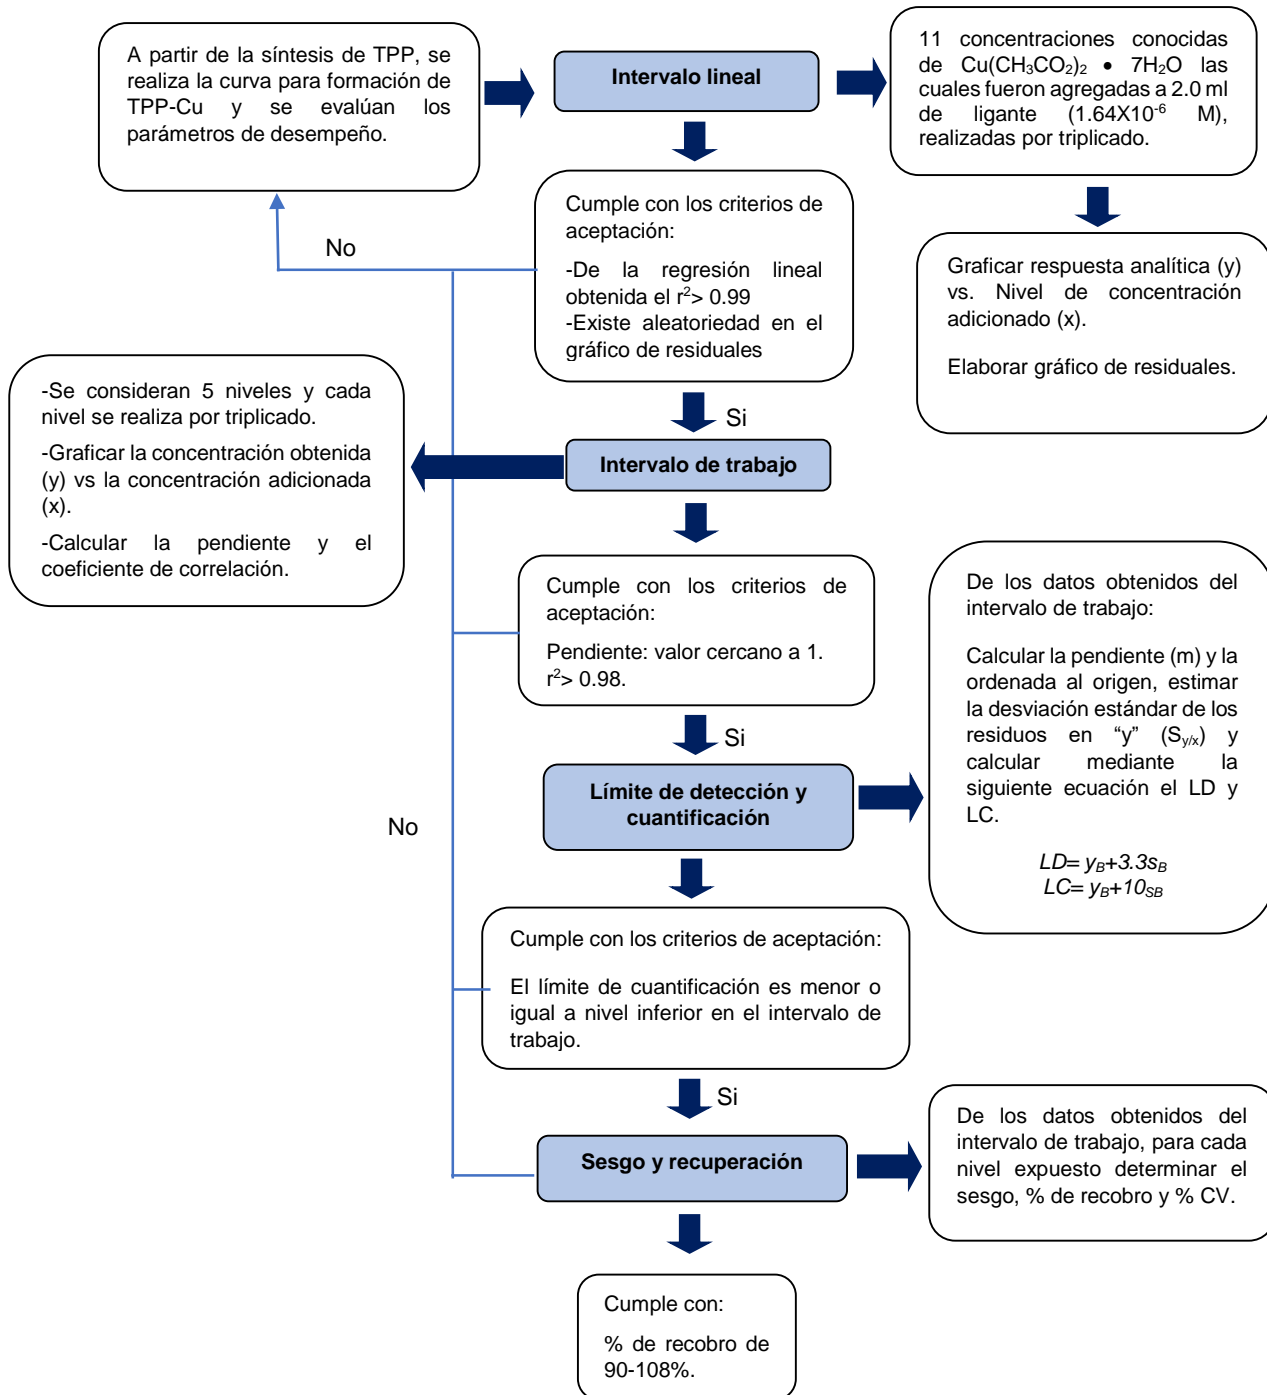 A partir de la síntesis de TPP, se
realiza la curva para formación de
TPP-Cu y se evalúan los
parámetros de desempeño.
Intervalo lineal
11 concentraciones conocidas
de Cu(CH₃CO₂)₂ • 7H₂O las
cuales fueron agregadas a 2.0 ml
de ligante (1.64X10⁻⁶ M),
realizadas por triplicado.
Cumple con los criterios de
aceptación:
-De la regresión lineal
obtenida el r²> 0.99
-Existe aleatoriedad en el
gráfico de residuales
No
Graficar respuesta analítica (y)
vs. Nivel de concentración
adicionado (x).
Elaborar gráfico de residuales.
Si
Intervalo de trabajo
-Se consideran 5 niveles y cada
nivel se realiza por triplicado.
-Graficar la concentración obtenida
(y) vs la concentración adicionada
(x).
-Calcular la pendiente y el
coeficiente de correlación.
Cumple con los criterios de
aceptación:
Pendiente: valor cercano a 1.
r²> 0.98.
Si
De los datos obtenidos del
intervalo de trabajo:
Calcular la pendiente (m) y la
ordenada al origen, estimar
la desviación estándar de los
residuos en “y” (Sy/x) y
calcular mediante la
siguiente ecuación el LD y
LC.
LD= yB+3.3sB
LC= yB+10SB
Límite de detección y
cuantificación
No
Cumple con los criterios de aceptación:
El límite de cuantificación es menor o
igual a nivel inferior en el intervalo de
trabajo.
Si
Sesgo y recuperación
De los datos obtenidos del
intervalo de trabajo, para cada
nivel expuesto determinar el
sesgo, % de recobro y % CV.
Cumple con:
% de recobro de
90-108%.